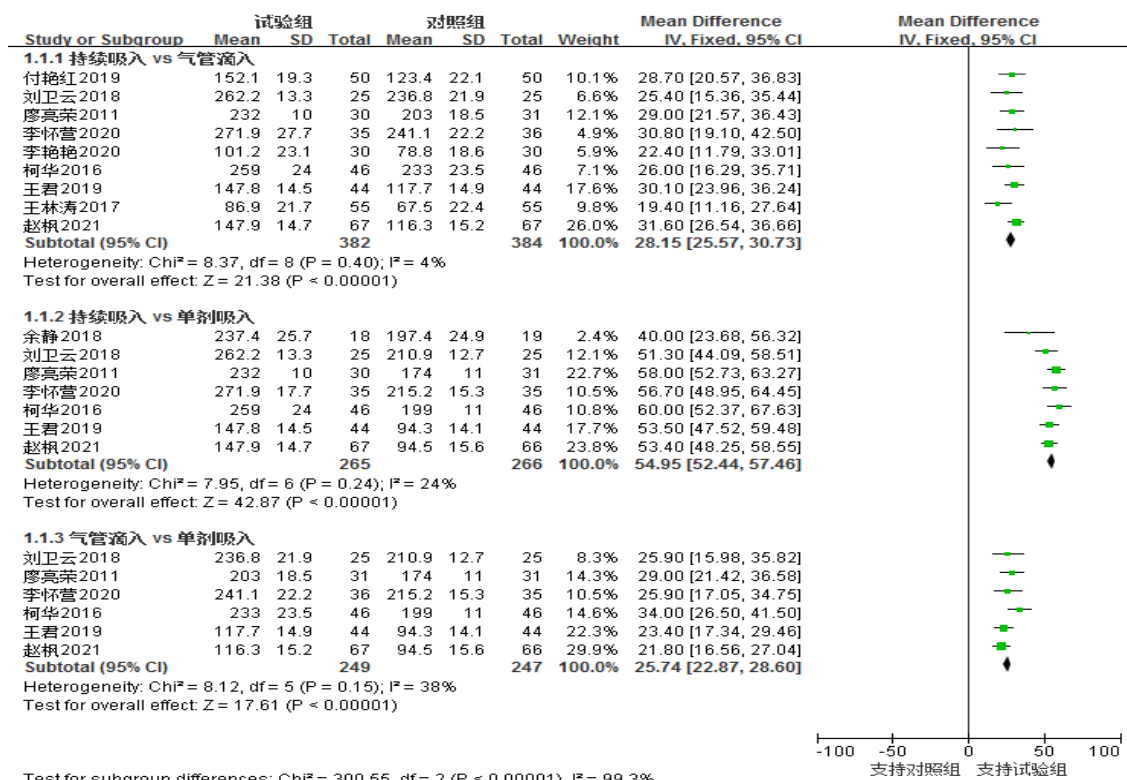 试验组 对照组 Mean Difference Mean Difference
Study or Subgroup Mean SD Total Mean SD Total Weight IV, Fixed, 95% CI IV, Fixed, 95% CI
1.1.1 持续吸入 vs 气管滴入
付艳红2019 152.1 19.3 50 123.4 22.1 50 10.1% 28.70 [20.57, 36.83]
刘卫云2018 262.2 13.3 25 236.8 21.9 25 6.6% 25.40 [15.36, 35.44]
廖亮荣2011 232 10 30 203 18.5 31 12.1% 29.00 [21.57, 36.43]
李怀营2020 271.9 27.7 35 241.1 22.2 36 4.9% 30.80 [19.10, 42.50]
李艳艳2020 101.2 23.1 30 78.8 18.6 30 5.9% 22.40 [11.79, 33.01]
柯华2016 259 24 46 233 23.5 46 7.1% 26.00 [16.29, 35.71]
王君2019 147.8 14.5 44 117.7 14.9 44 17.6% 30.10 [23.96, 36.24]
王林涛2017 86.9 21.7 55 67.5 22.4 55 9.8% 19.40 [11.16, 27.64]
赵枫2021 147.9 14.7 67 116.3 15.2 67 26.0% 31.60 [26.54, 36.66]
Subtotal (95% CI) 382 384 100.0% 28.15 [25.57, 30.73]
Heterogeneity: Chi² = 8.37, df = 8 (P = 0.40); I² = 4%
Test for overall effect: Z = 21.38 (P < 0.00001)
1.1.2 持续吸入 vs 单剂吸入
余静2018 237.4 25.7 18 197.4 24.9 19 2.4% 40.00 [23.68, 56.32]
刘卫云2018 262.2 13.3 25 210.9 12.7 25 12.1% 51.30 [44.09, 58.51]
廖亮荣2011 232 10 30 174 11 31 22.7% 58.00 [52.73, 63.27]
李怀营2020 271.9 17.7 35 215.2 15.3 35 10.5% 56.70 [48.95, 64.45]
柯华2016 259 24 46 199 11 46 10.8% 60.00 [52.37, 67.63]
王君2019 147.8 14.5 44 94.3 14.1 44 17.7% 53.50 [47.52, 59.48]
赵枫2021 147.9 14.7 67 94.5 15.6 66 23.8% 53.40 [48.25, 58.55]
Subtotal (95% CI) 265 266 100.0% 54.95 [52.44, 57.46]
Heterogeneity: Chi² = 7.95, df = 6 (P = 0.24); I² = 24%
Test for overall effect: Z = 42.87 (P < 0.00001)
1.1.3 气管滴入 vs 单剂吸入
刘卫云2018 236.8 21.9 25 210.9 12.7 25 8.3% 25.90 [15.98, 35.82]
廖亮荣2011 203 18.5 31 174 11 31 14.3% 29.00 [21.42, 36.58]
李怀营2020 241.1 22.2 36 215.2 15.3 35 10.5% 25.90 [17.05, 34.75]
柯华2016 233 23.5 46 199 11 46 14.6% 34.00 [26.50, 41.50]
王君2019 117.7 14.9 44 94.3 14.1 44 22.3% 23.40 [17.34, 29.46]
赵枫2021 116.3 15.2 67 94.5 15.6 66 29.9% 21.80 [16.56, 27.04]
Subtotal (95% CI) 249 247 100.0% 25.74 [22.87, 28.60]
Heterogeneity: Chi² = 8.12, df = 5 (P = 0.15); I² = 38%
Test for overall effect: Z = 17.61 (P < 0.00001)
-100 -50 0 50 100
支持对照组 支持试验组
Test for subgroup differences: Chi² = 300.55, df = 2 (P < 0.00001), I² = 99.3%